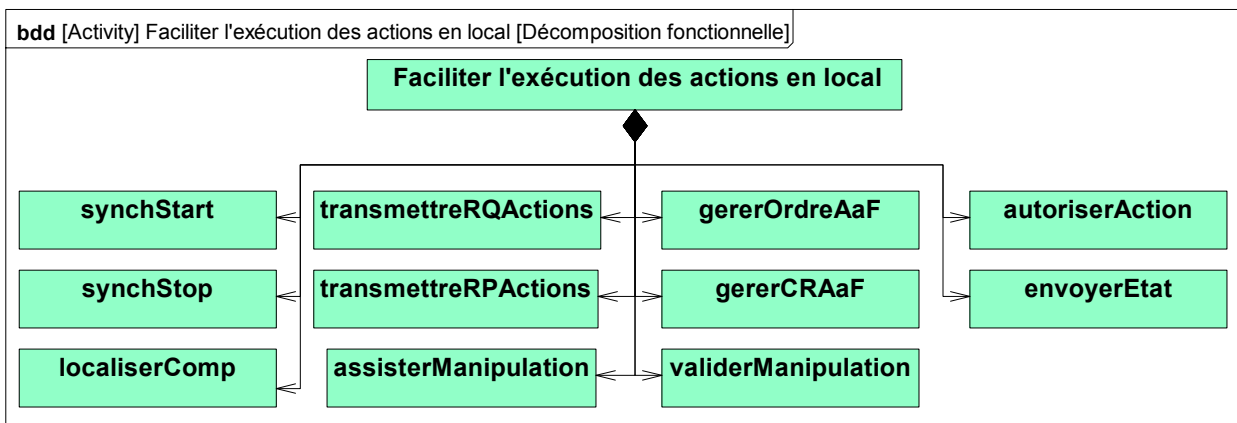 bdd [Activity] Faciliter l'exécution des actions en local [Décomposition fonctionnelle]
Faciliter l'exécution des actions en local
synchStart
transmettreRQActions
gererOrdreAaF
autoriserAction
synchStop
transmettreRPActions
gererCRAaF
envoyerEtat
localiserComp
assisterManipulation
validerManipulation